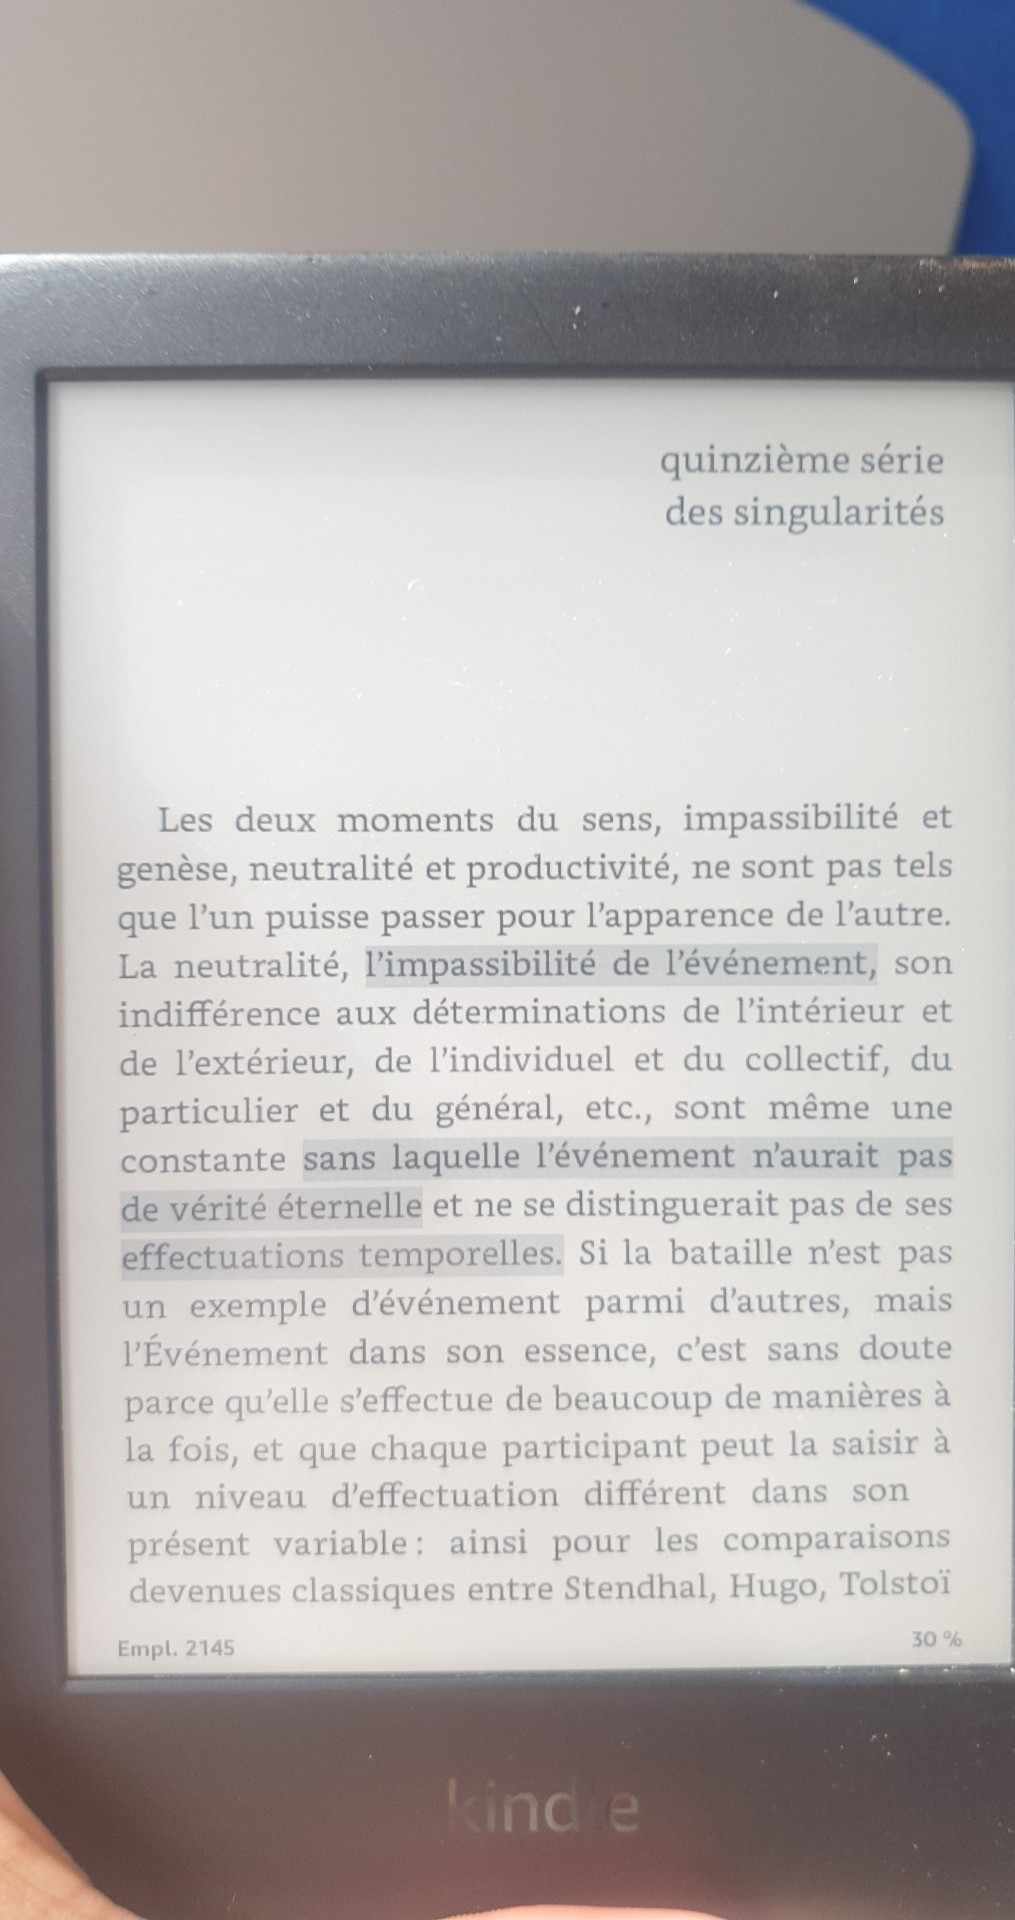 quinzième série
des singularités
Les deux moments du sens, impassibilité et
genèse, neutralité et productivité, ne sont pas tels
que l'un puisse passer pour l'apparence de l'autre.
La neutralité, l'impassibilité de l'événement, son
indifférence aux déterminations de l'intérieur et
de l'extérieur, de l'individuel et du collectif, du
particulier et du général, etc., sont même une
constante sans laquelle l'événement n'aurait pas
de vérité éternelle et ne se distinguerait pas de ses
effectuations temporelles. Si la bataille n'est pas
un exemple d'événement parmi d'autres, mais
l'Événement dans son essence, c'est sans doute
parce qu'elle s'effectue de beaucoup de manières à
la fois, et que chaque participant peut la saisir à
un niveau d'effectuation différent dans son
présent variable : ainsi pour les comparaisons
devenues classiques entre Stendhal, Hugo, Tolstoï
Empl. 2145 30 %
kindle